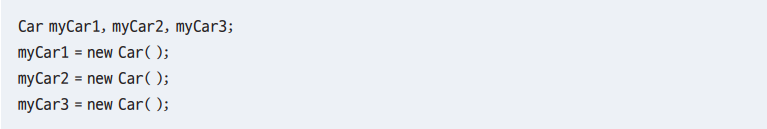 Car myCar1, myCar2, myCar3;
myCar1 = new Car( );
myCar2 = new Car( );
myCar3 = new Car( );